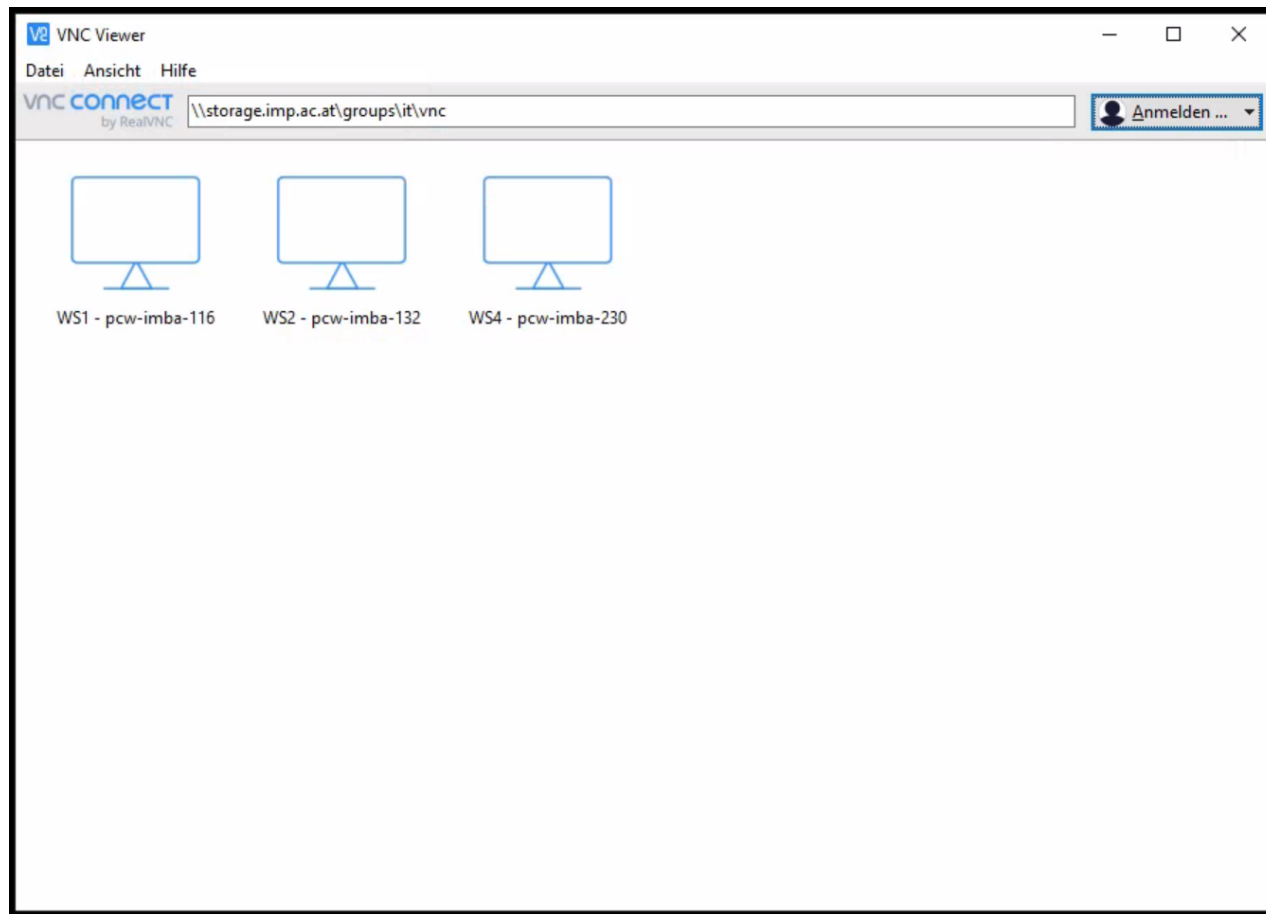 VNC Viewer
Datei Ansicht Hilfe
vnc connect
by RealVNC
\\storage.imp.ac.at\groups\it\vnc
Anmelden ...
WS1 - pcw-imba-116 WS2 - pcw-imba-132 WS4 - pcw-imba-230